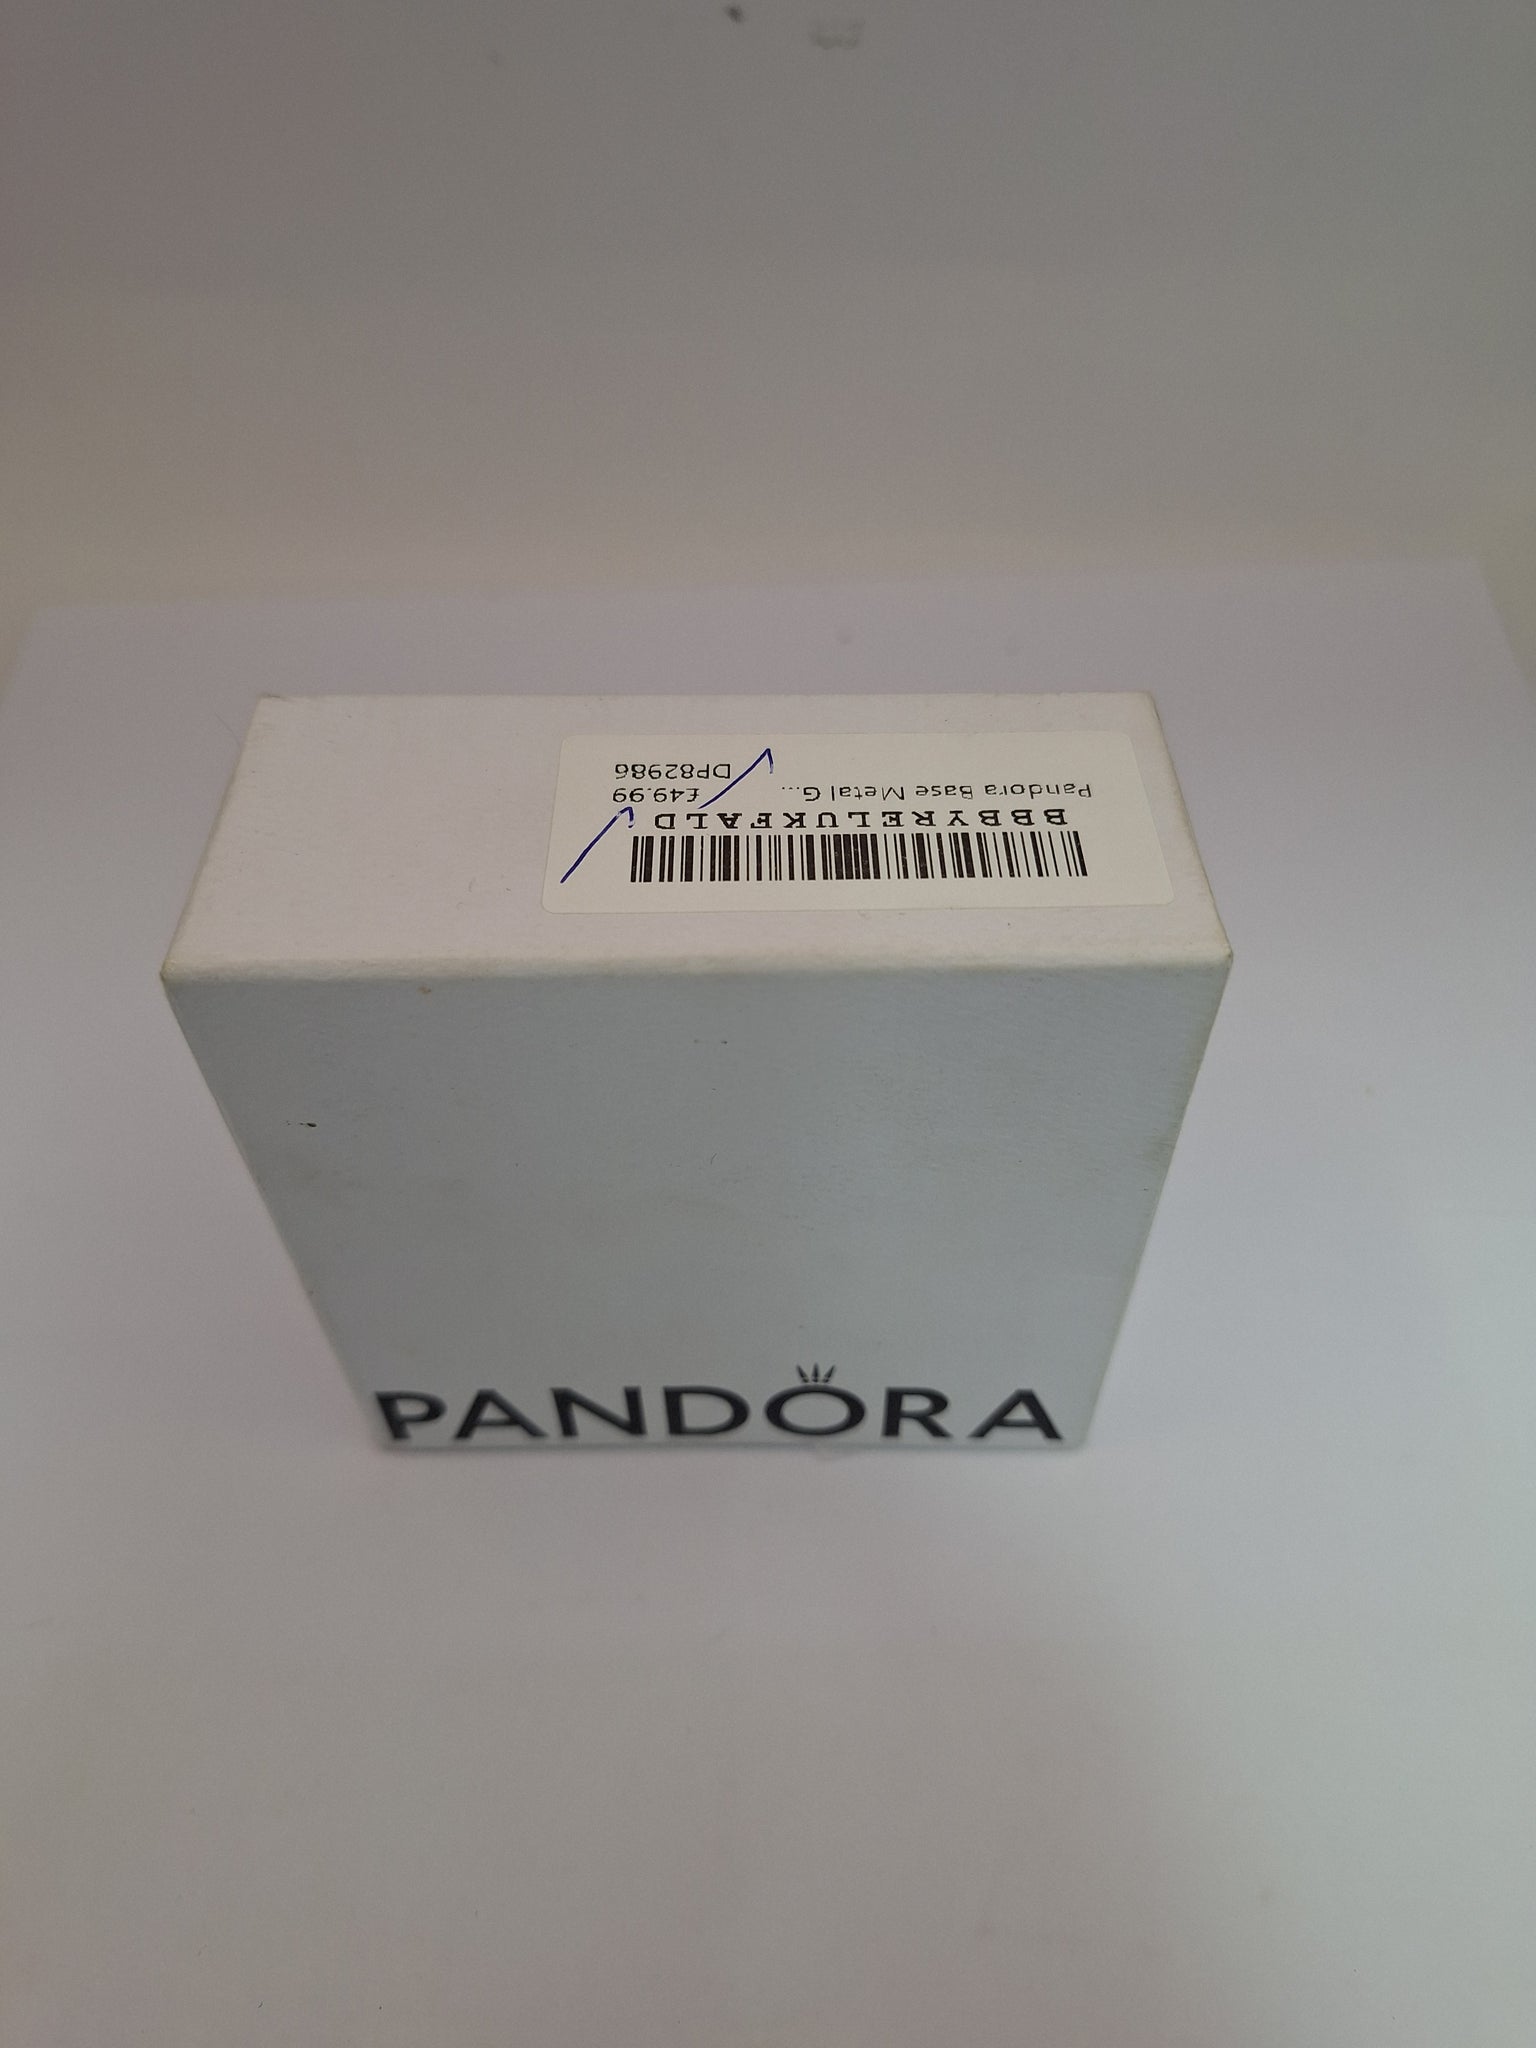 BBBYRELUKFALD
Pandora Base Metal G...
£49.99
DP82986
PANDORA